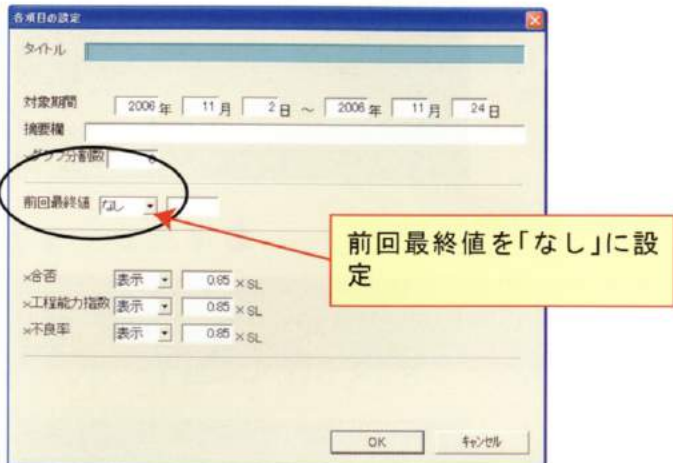 各項目の設定
タイトル
対象期間 2006 年 11 月 2 日 ～ 2006 年 11 月 24 日
摘要欄
×グラフ分割数 6
前回最終値 なし
前回最終値を「なし」に設
定
×合否 表示 0.85 ×SL
×工程能力指数 表示 0.85 ×SL
×不良率 表示 0.85 ×SL
OK キャンセル